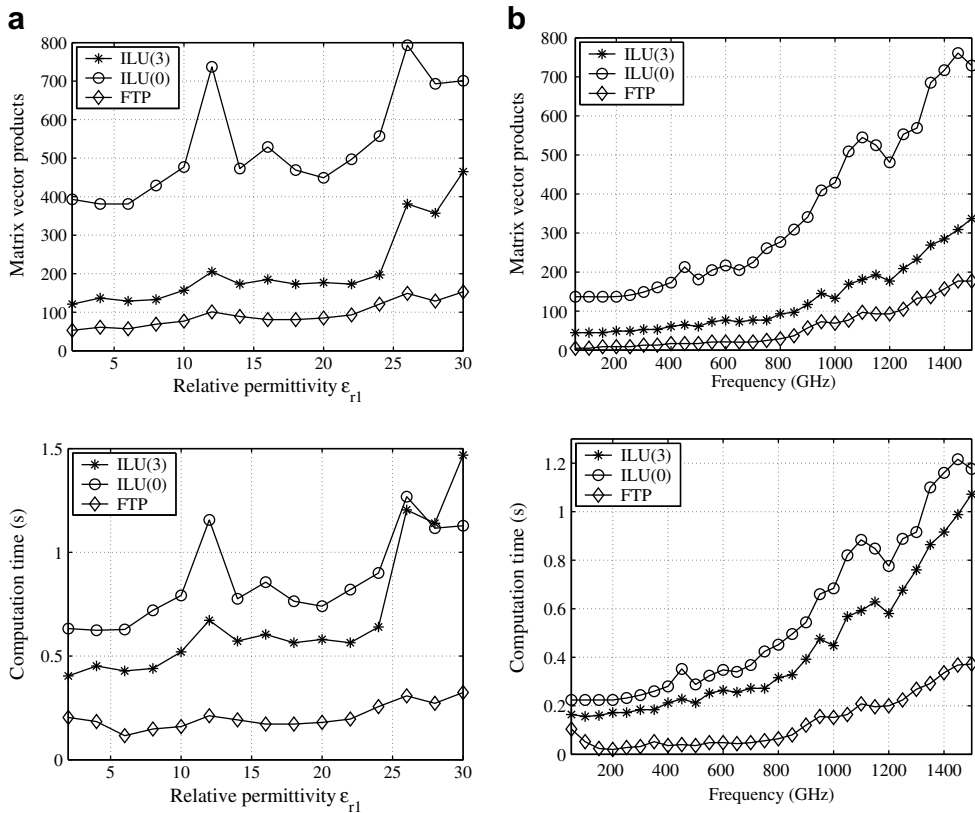 a
800
700
600
500
400
300
200
100
0
Matrix vector products
ILU(3)
ILU(0)
FTP
5 10 15 20 25 30
Relative permittivity εr1
b
800
700
600
500
400
300
200
100
0
Matrix vector products
ILU(3)
ILU(0)
FTP
200 400 600 800 1000 1200 1400
Frequency (GHz)
1.5
1
0.5
0
Computation time (s)
ILU(3)
ILU(0)
FTP
5 10 15 20 25 30
Relative permittivity εr1
1.2
1
0.8
0.6
0.4
0.2
0
Computation time (s)
ILU(3)
ILU(0)
FTP
200 400 600 800 1000 1200 1400
Frequency (GHz)